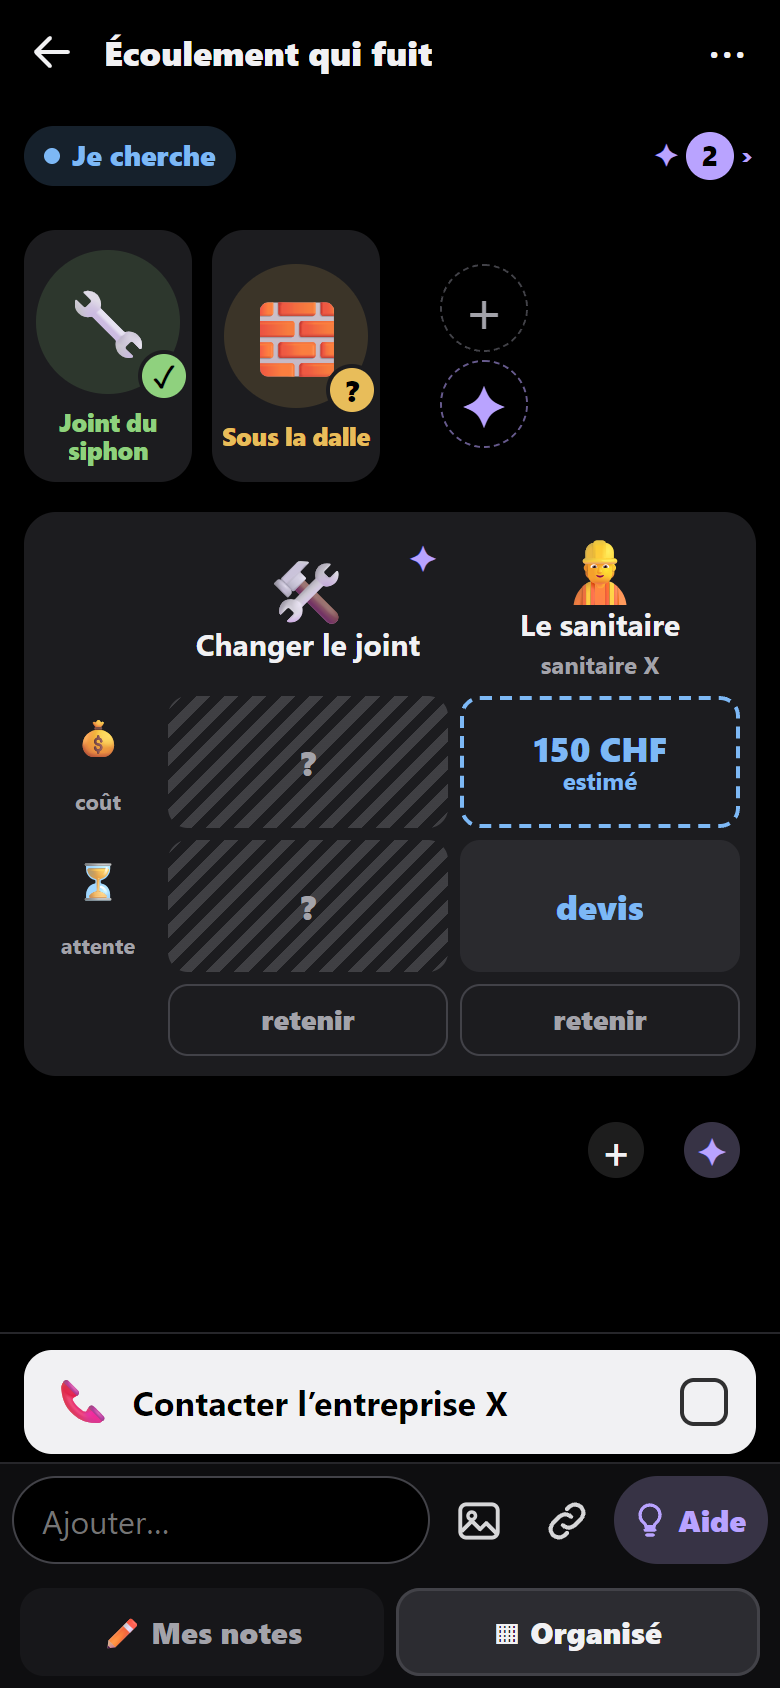 Écoulement qui fuit
Je cherche
2
Joint du
siphon
?
Sous la dalle
+
Changer le joint
Le sanitaire
sanitaire X
coût
?
150 CHF
estimé
attente
?
devis
retenir
retenir
+
Contacter l’entreprise X
Ajouter...
Aide
Mes notes
Organisé